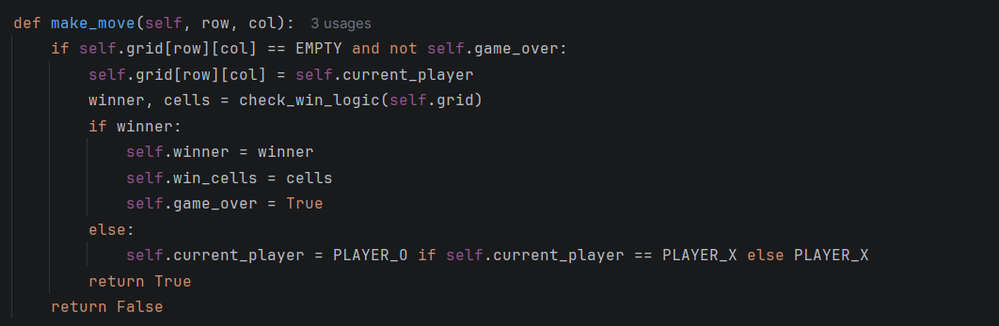 def make_move(self, row, col):  3 usages
    if self.grid[row][col] == EMPTY and not self.game_over:
        self.grid[row][col] = self.current_player
        winner, cells = check_win_logic(self.grid)
        if winner:
            self.winner = winner
            self.win_cells = cells
            self.game_over = True
        else:
            self.current_player = PLAYER_O if self.current_player == PLAYER_X else PLAYER_X
        return True
    return False